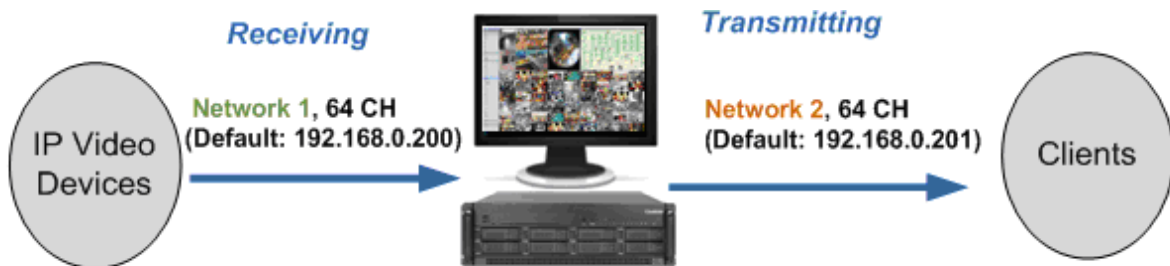 Receiving
Transmitting
Network 1, 64 CH
(Default: 192.168.0.200)
Network 2, 64 CH
(Default: 192.168.0.201)
IP Video
Devices
Clients